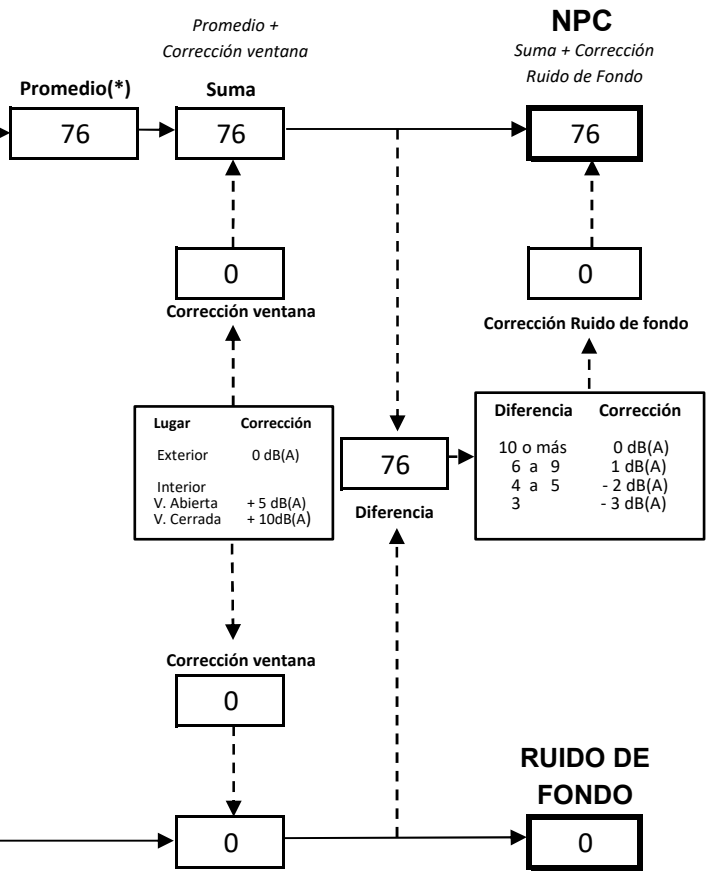 Promedio +
Corrección ventana
NPC
Suma + Corrección
Ruido de Fondo
Promedio(*)
Suma
76
76
76
0
0
Corrección ventana
Corrección Ruido de fondo
Lugar Corrección
Exterior 0 dB(A)
Interior
V. Abierta + 5 dB(A)
V. Cerrada + 10dB(A)
76
Diferencia
Diferencia Corrección
10 o más 0 dB(A)
6 a 9 1 dB(A)
4 a 5 - 2 dB(A)
3 - 3 dB(A)
Corrección ventana
0
RUIDO DE
FONDO
0
0